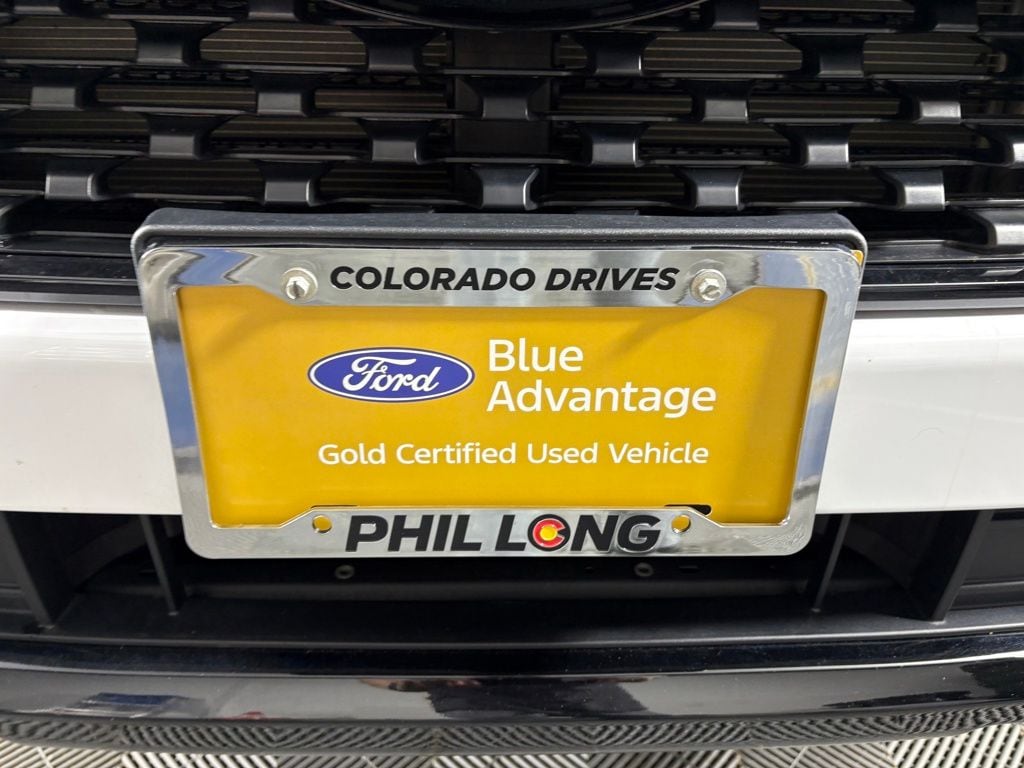 COLORADO DRIVES
Ford
Blue
Advantage
Gold Certified Used Vehicle
PHIL LONG